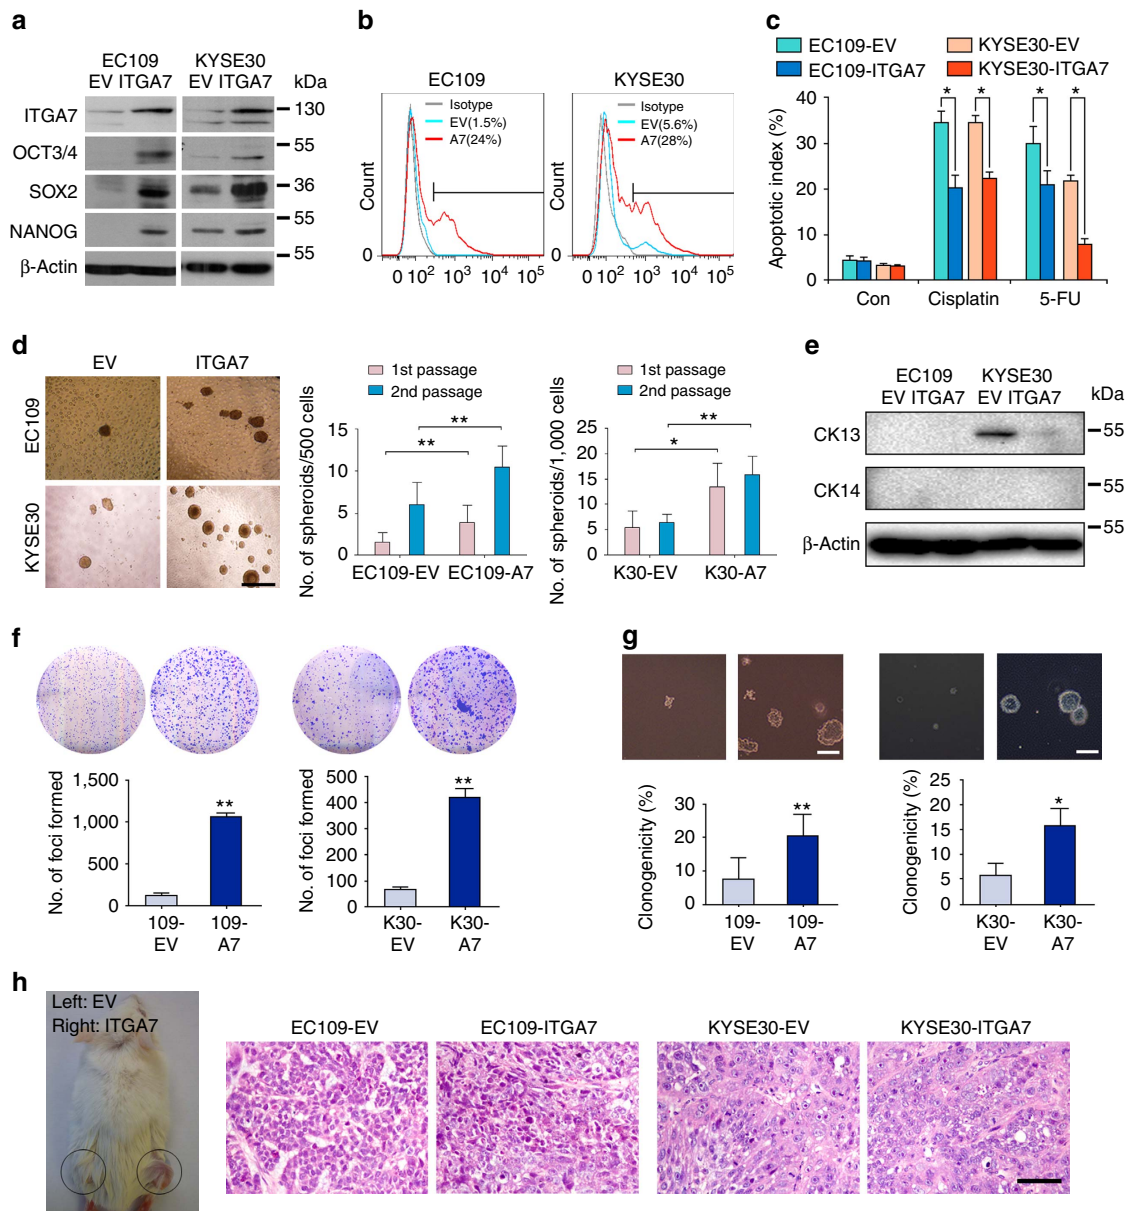 a
EC109 KYSE30
EV ITGA7 EV ITGA7 kDa
ITGA7
130
OCT3/4
55
SOX2
36
NANOG
55
β-Actin
55
b
EC109
Isotype
EV(1.5%)
A7(24%)
Count
0
0 10² 10³ 10⁴ 10⁵
KYSE30
Isotype
EV(5.6%)
A7(28%)
Count
0
0 10² 10³ 10⁴ 10⁵
c
EC109-EV KYSE30-EV
EC109-ITGA7 KYSE30-ITGA7
Apoptotic index (%)
40
30
20
10
0
* * * *
Con Cisplatin 5-FU
d
EV ITGA7
EC109
KYSE30
1st passage
2nd passage
No. of spheroids/500 cells
15
10
5
0
**
**
EC109-EV EC109-A7
1st passage
2nd passage
No. of spheroids/1,000 cells
25
20
15
10
5
0
**
*
K30-EV K30-A7
e
EC109 KYSE30
EV ITGA7 EV ITGA7 kDa
CK13
55
CK14
55
β-Actin
55
f
No. of foci formed
1,000
1,500
500
0
**
109-EV
109-A7
No. of foci formed
500
400
300
200
100
0
**
K30-EV
K30-A7
g
Clonogenicity (%)
30
20
10
0
**
109-EV
109-A7
Clonogenicity (%)
25
20
15
10
5
0
*
K30-EV
K30-A7
h
Left: EV
Right: ITGA7
EC109-EV EC109-ITGA7 KYSE30-EV KYSE30-ITGA7